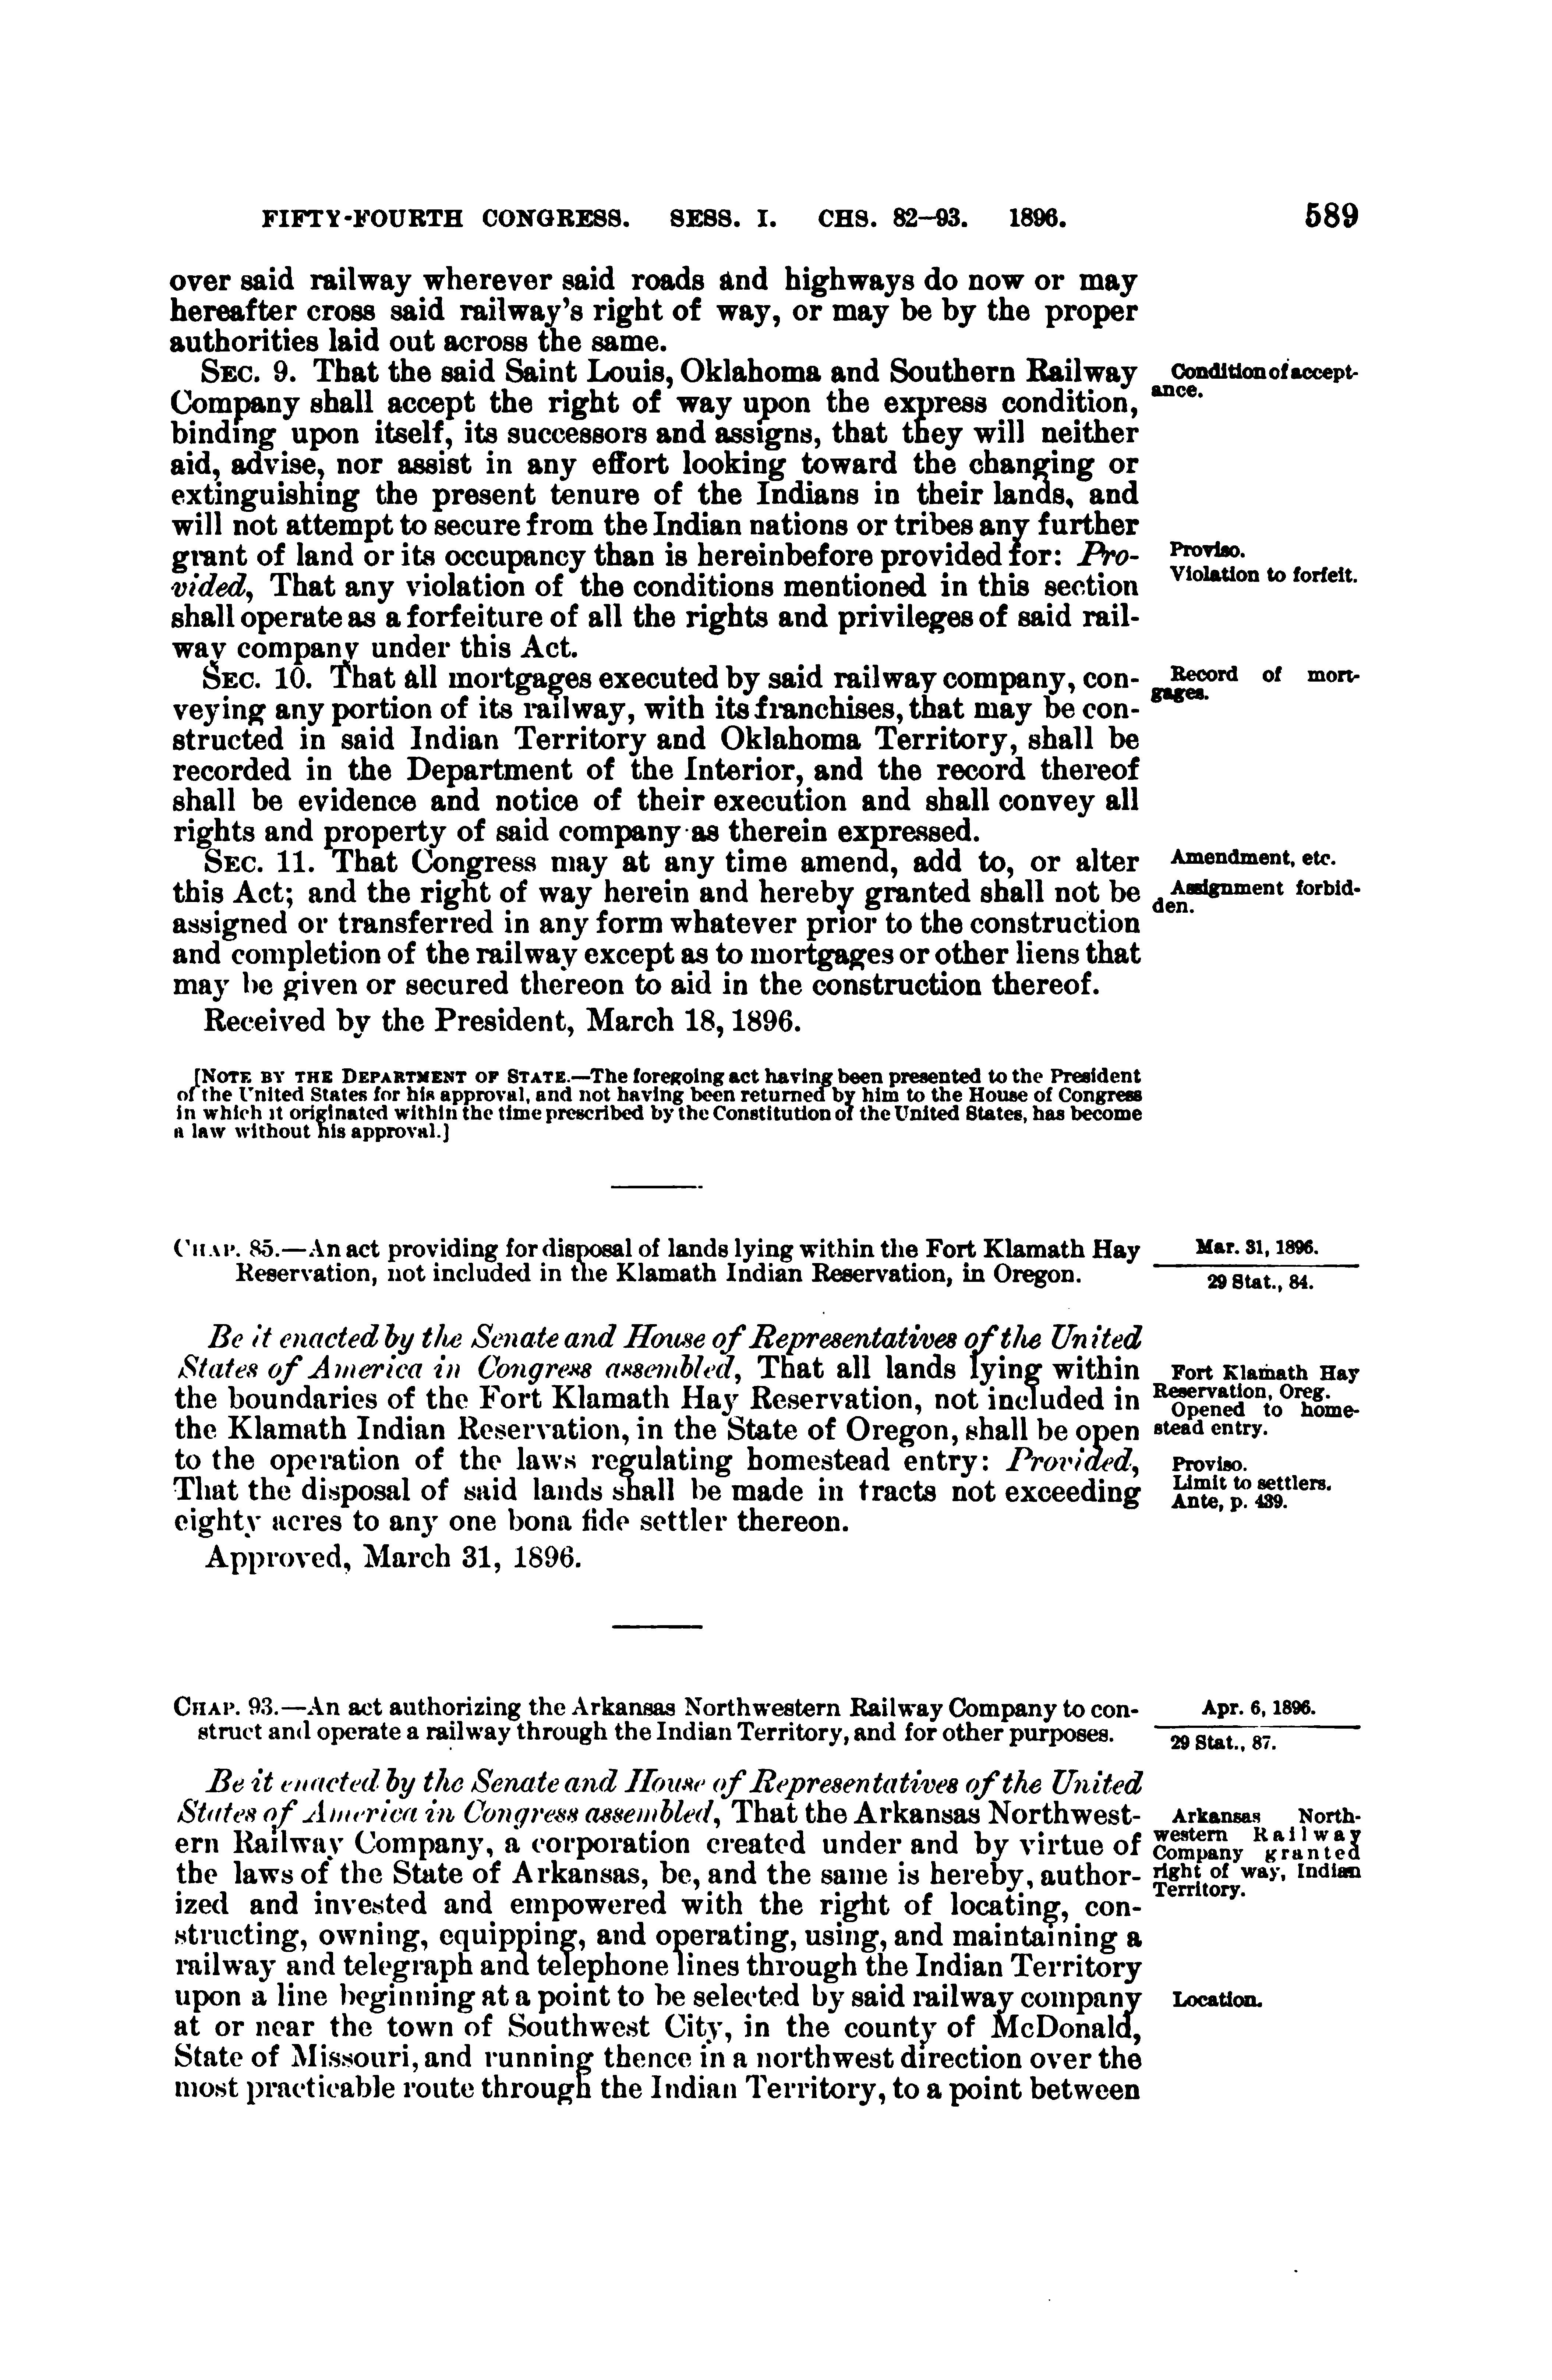 FIFTY-FOURTH CONGRESS. SESS. I. CHS. 82–93. 1896. 589
over said railway wherever said roads and highways do now or may
hereafter cross said railway's right of way, or may be by the proper
authorities laid out across the same.
SEC. 9. That the said Saint Louis, Oklahoma and Southern Railway
Company shall accept the right of way upon the express condition,
binding upon itself, its successors and assigns, that they will neither
aid, advise, nor assist in any effort looking toward the changing or
extinguishing the present tenure of the Indians in their lands, and
will not attempt to secure from the Indian nations or tribes any further
grant of land or its occupancy than is hereinbefore provided for: Pro-
vided, That any violation of the conditions mentioned in this section
shall operate as a forfeiture of all the rights and privileges of said rail-
way company under this Act.
Condition of accept-
ance.
Proviso.
Violation to forfeit.
SEC. 10. That all mortgages executed by said railway company, con-
veying any portion of its railway, with its franchises, that may be con-
structed in said Indian Territory and Oklahoma Territory, shall be
recorded in the Department of the Interior, and the record thereof
shall be evidence and notice of their execution and shall convey all
rights and property of said company as therein expressed.
Record of mort-
gages.
SEC. 11. That Congress may at any time amend, add to, or alter
this Act; and the right of way herein and hereby granted shall not be
assigned or transferred in any form whatever prior to the construction
and completion of the railway except as to mortgages or other liens that
may be given or secured thereon to aid in the construction thereof.
Amendment, etc.
Assignment forbid-
den.
Received by the President, March 18, 1896.
[NOTE BY THE DEPARTMENT OF STATE.—The foregoing act having been presented to the President
of the United States for his approval, and not having been returned by him to the House of Congress
in which it originated within the time prescribed by the Constitution of the United States, has become
a law without his approval.]
CHAP. 85.—An act providing for disposal of lands lying within the Fort Klamath Hay
Reservation, not included in the Klamath Indian Reservation, in Oregon.
Mar. 31, 1896.
29 Stat., 84.
Be it enacted by the Senate and House of Representatives of the United
States of America in Congress assembled, That all lands lying within
the boundaries of the Fort Klamath Hay Reservation, not included in
the Klamath Indian Reservation, in the State of Oregon, shall be open
to the operation of the laws regulating homestead entry: Provided,
That the disposal of said lands shall be made in tracts not exceeding
eighty acres to any one bona fide settler thereon.
Fort Klamath Hay
Reservation, Oreg.
Opened to home-
stead entry.
Proviso.
Limit to settlers.
Ante, p. 439.
Approved, March 31, 1896.
CHAP. 93.—An act authorizing the Arkansas Northwestern Railway Company to con-
struct and operate a railway through the Indian Territory, and for other purposes.
Apr. 6, 1896.
29 Stat., 87.
Be it enacted by the Senate and House of Representatives of the United
States of America in Congress assembled, That the Arkansas Northwest-
ern Railway Company, a corporation created under and by virtue of
the laws of the State of Arkansas, be, and the same is hereby, author-
ized and invested and empowered with the right of locating, con-
structing, owning, equipping, and operating, using, and maintaining a
railway and telegraph and telephone lines through the Indian Territory
upon a line beginning at a point to be selected by said railway company
at or near the town of Southwest City, in the county of McDonald,
State of Missouri, and running thence in a northwest direction over the
most practicable route through the Indian Territory, to a point between
Arkansas North-
western Railway
Company granted
right of way, Indian
Territory.
Location.